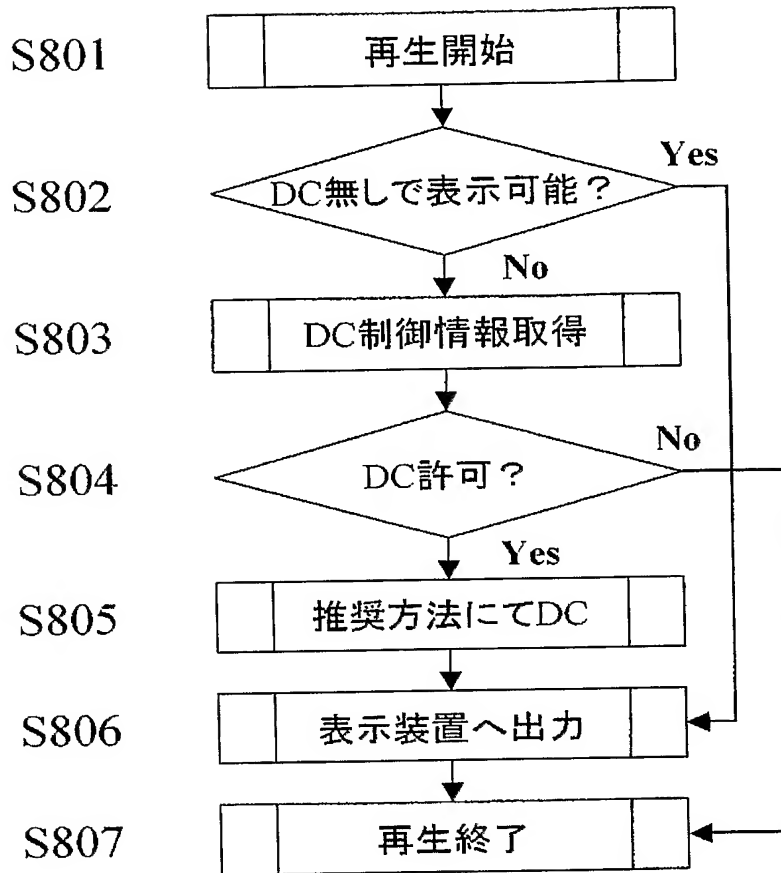 S801 再生開始
S802 DC無しで表示可能？ Yes
No
S803 DC制御情報取得
S804 DC許可？ No
Yes
S805 推奨方法にてDC
S806 表示装置へ出力
S807 再生終了